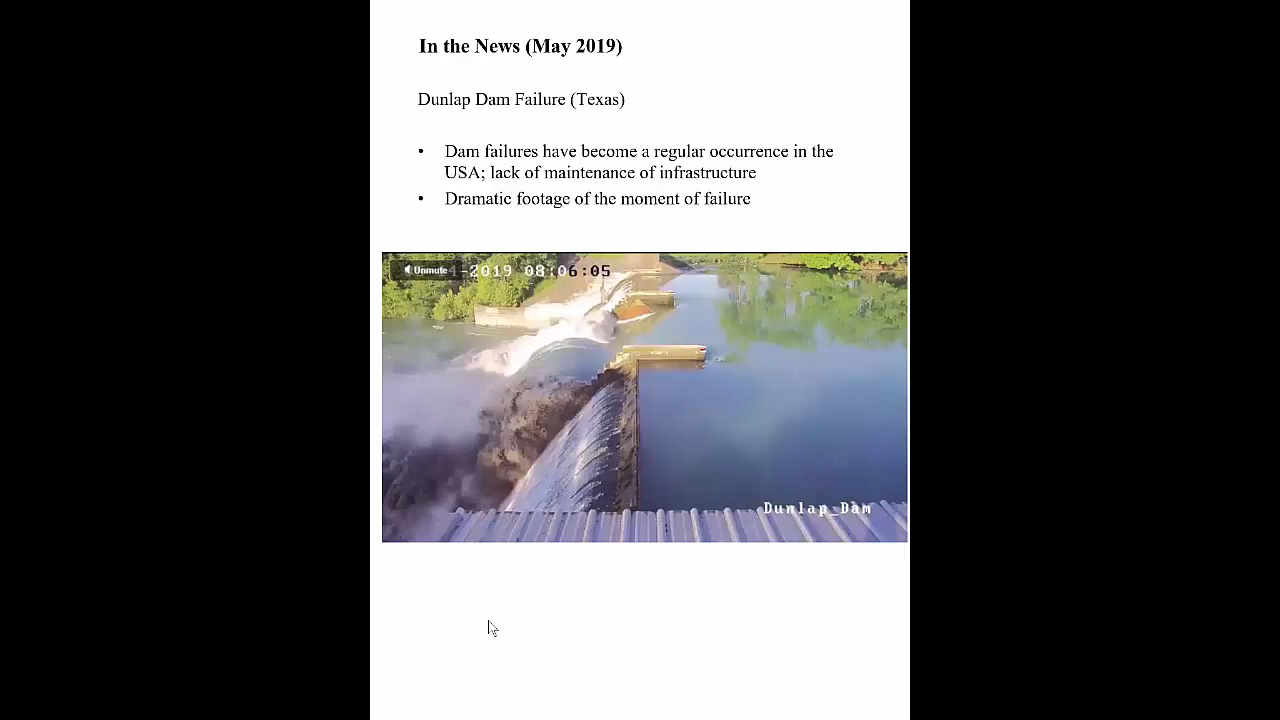 In the News (May 2019)
Dunlap Dam Failure (Texas)
• Dam failures have become a regular occurrence in the
USA; lack of maintenance of infrastructure
• Dramatic footage of the moment of failure
Unmute -2019 08:06:05
Dunlap_Dam